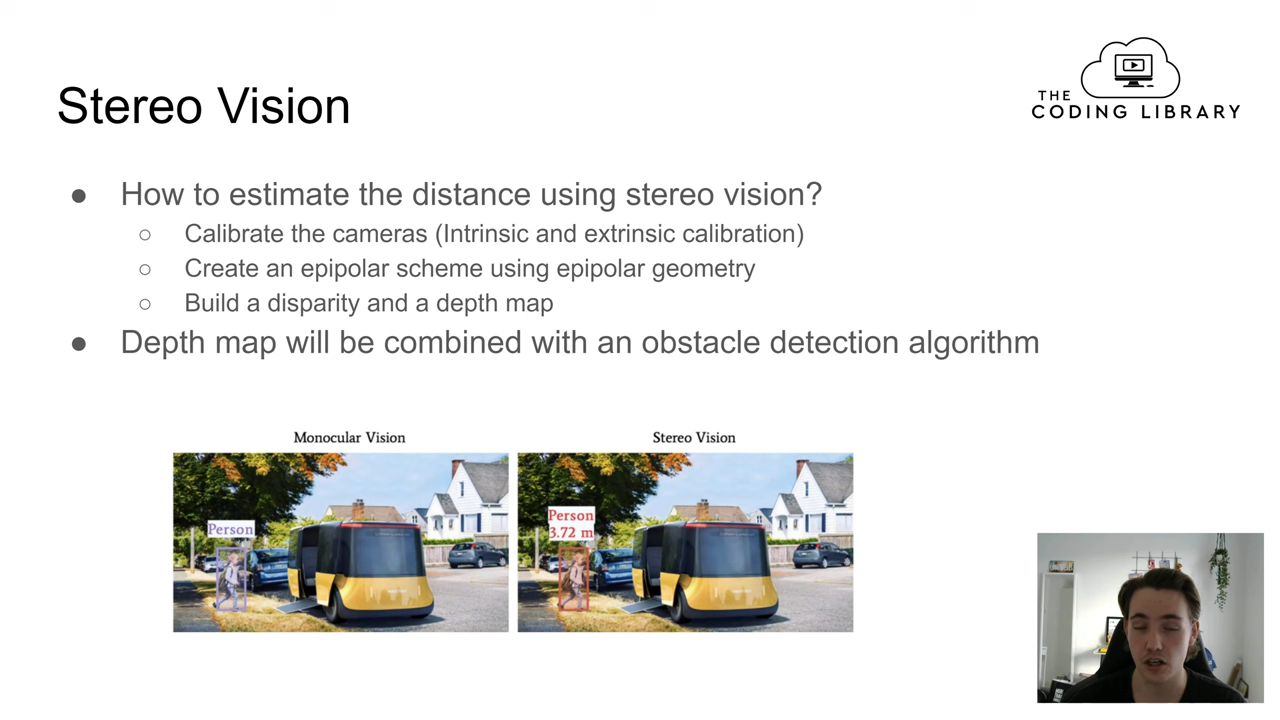 THE
CODING LIBRARY
Stereo Vision
● How to estimate the distance using stereo vision?
○ Calibrate the cameras (Intrinsic and extrinsic calibration)
○ Create an epipolar scheme using epipolar geometry
○ Build a disparity and a depth map
● Depth map will be combined with an obstacle detection algorithm
Monocular Vision
Stereo Vision
Person
Person
3.72 m